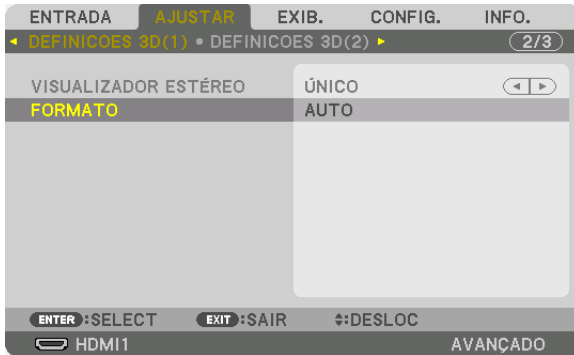 ENTRADA AJUSTAR EXIB. CONFIG. INFO.
◄ DEFINICOES 3D(1) • DEFINICOES 3D(2) ► 2/3
VISUALIZADOR ESTÉREO ÚNICO ◄ ►
FORMATO AUTO
ENTER :SELECT EXIT :SAIR ▲▼:DESLOC
HDMI1 AVANÇADO